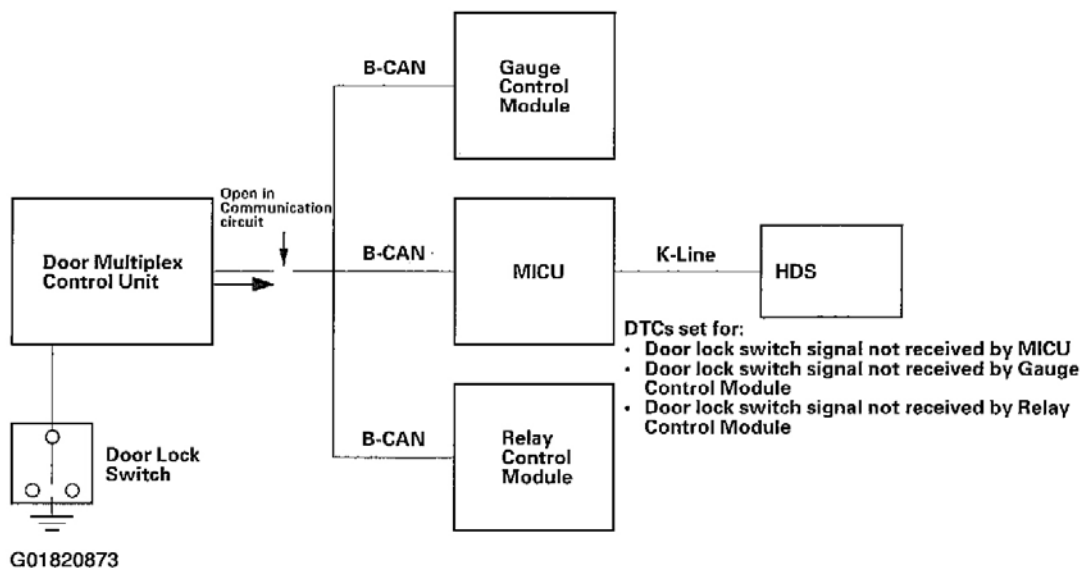 B-CAN
Gauge
Control
Module
Open in
Communication
circuit
Door Multiplex
Control Unit
B-CAN
MICU
K-Line
HDS
DTCs set for:
• Door lock switch signal not received by MICU
• Door lock switch signal not received by Gauge
Control Module
• Door lock switch signal not received by Relay
Control Module
B-CAN
Relay
Control
Module
Door Lock
Switch
G01820873